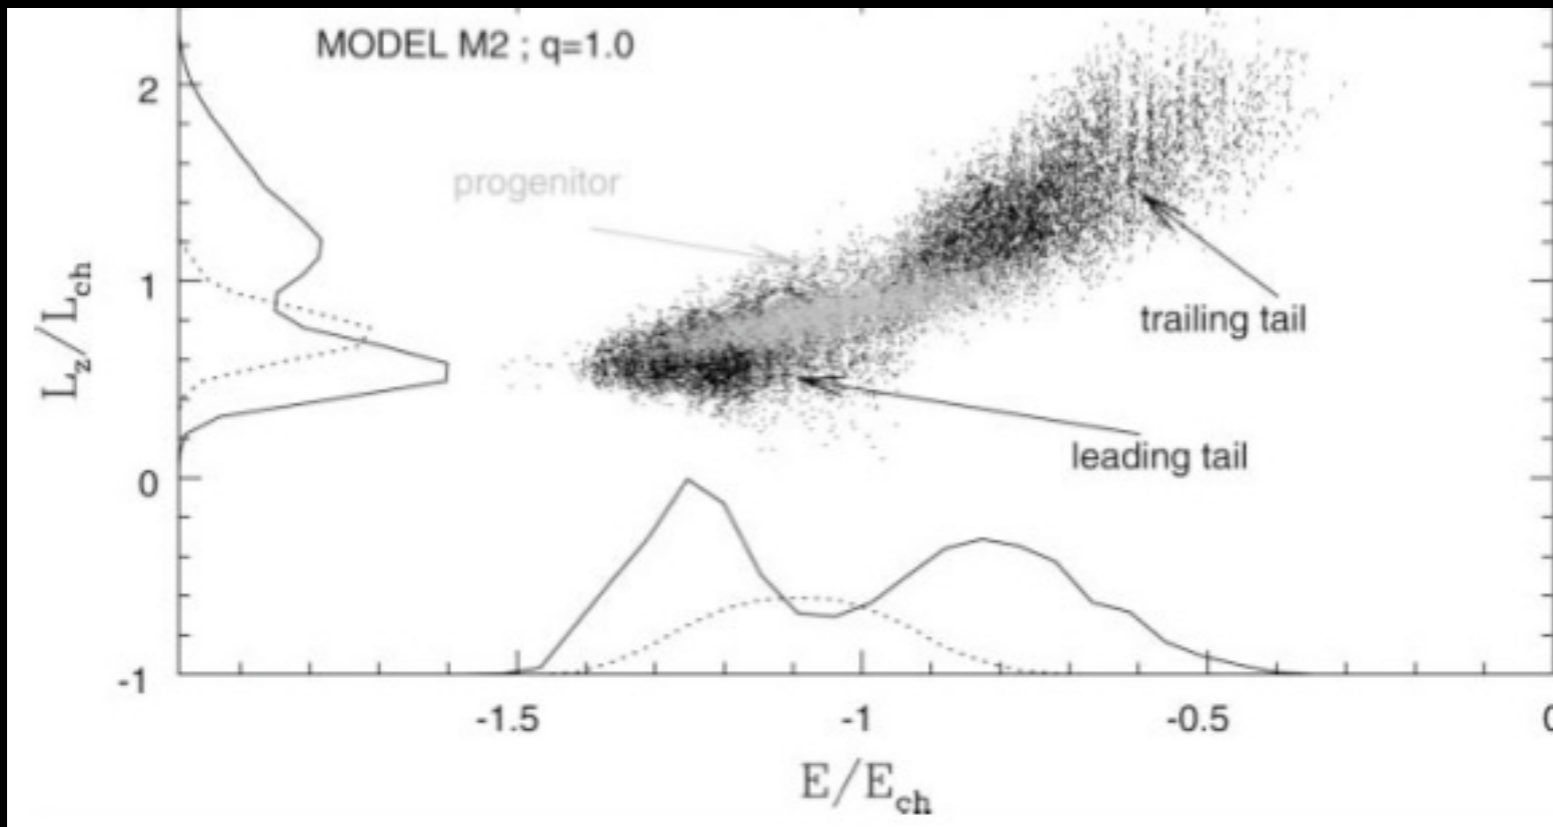 MODEL M2 ; q=1.0
2
progenitor
1
trailing tail
L_z/L_ch
leading tail
0
-1
-1.5
-1
-0.5
0
E/E_ch